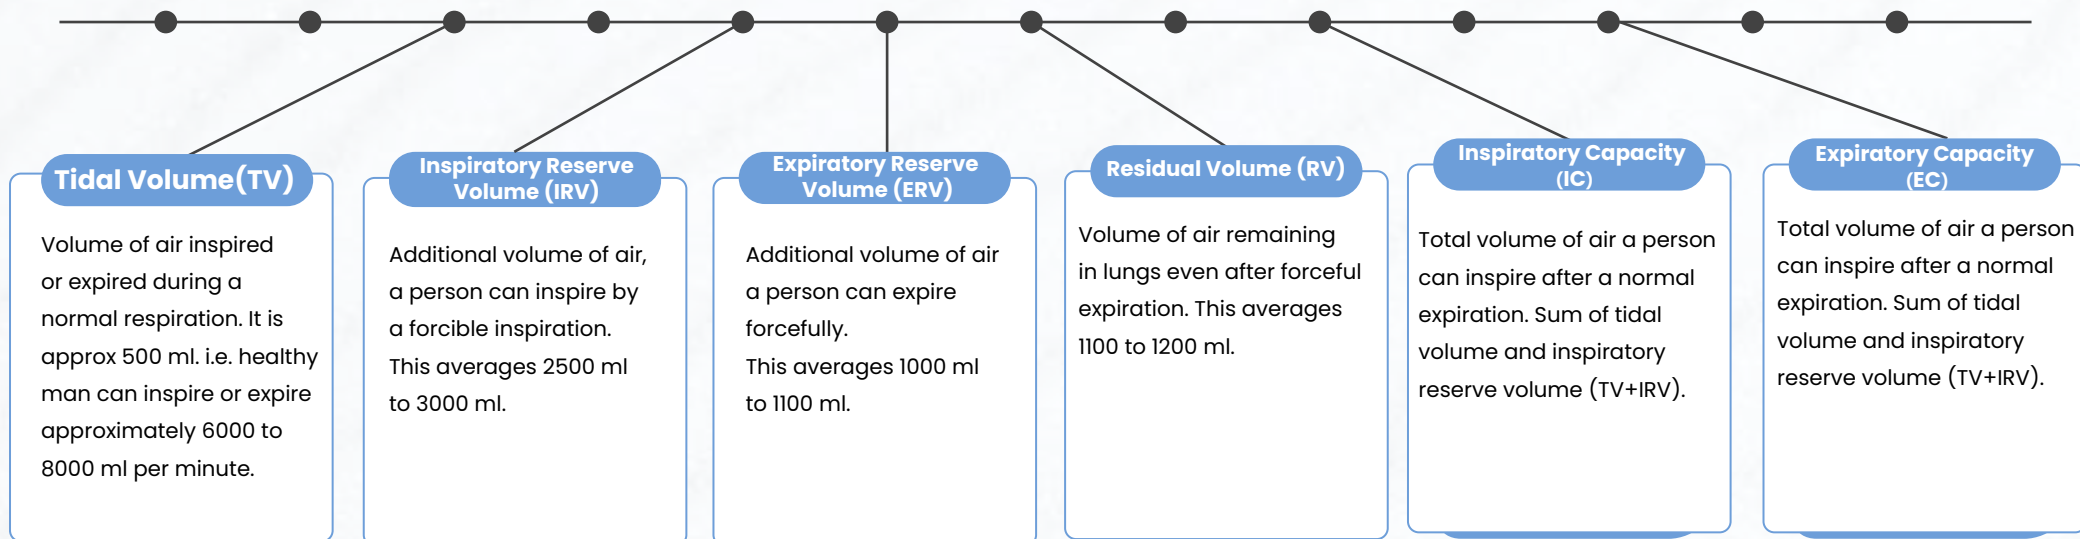 Tidal Volume(TV)
Volume of air inspired
or expired during a
normal respiration. It is
approx 500 ml. i.e. healthy
man can inspire or expire
approximately 6000 to
8000 ml per minute.
Inspiratory Reserve
Volume (IRV)
Additional volume of air,
a person can inspire by
a forcible inspiration.
This averages 2500 ml
to 3000 ml.
Expiratory Reserve
Volume (ERV)
Additional volume of air
a person can expire
forcefully.
This averages 1000 ml
to 1100 ml.
Residual Volume (RV)
Volume of air remaining
in lungs even after forceful
expiration. This averages
1100 to 1200 ml.
Inspiratory Capacity
(IC)
Total volume of air a person
can inspire after a normal
expiration. Sum of tidal
volume and inspiratory
reserve volume (TV+IRV).
Expiratory Capacity
(EC)
Total volume of air a person
can inspire after a normal
expiration. Sum of tidal
volume and inspiratory
reserve volume (TV+IRV).